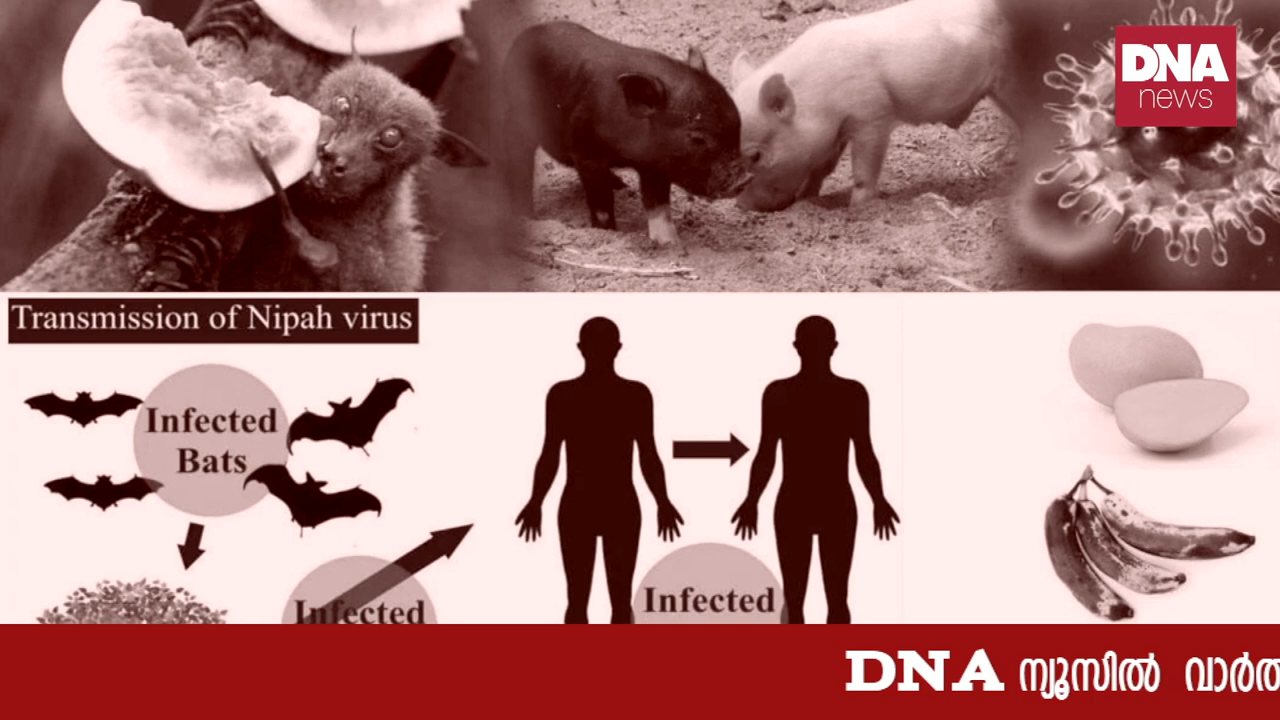 DNA
news
Transmission of Nipah virus
Infected
Bats
Infected
Infected
DNA ന്യൂസിൽ